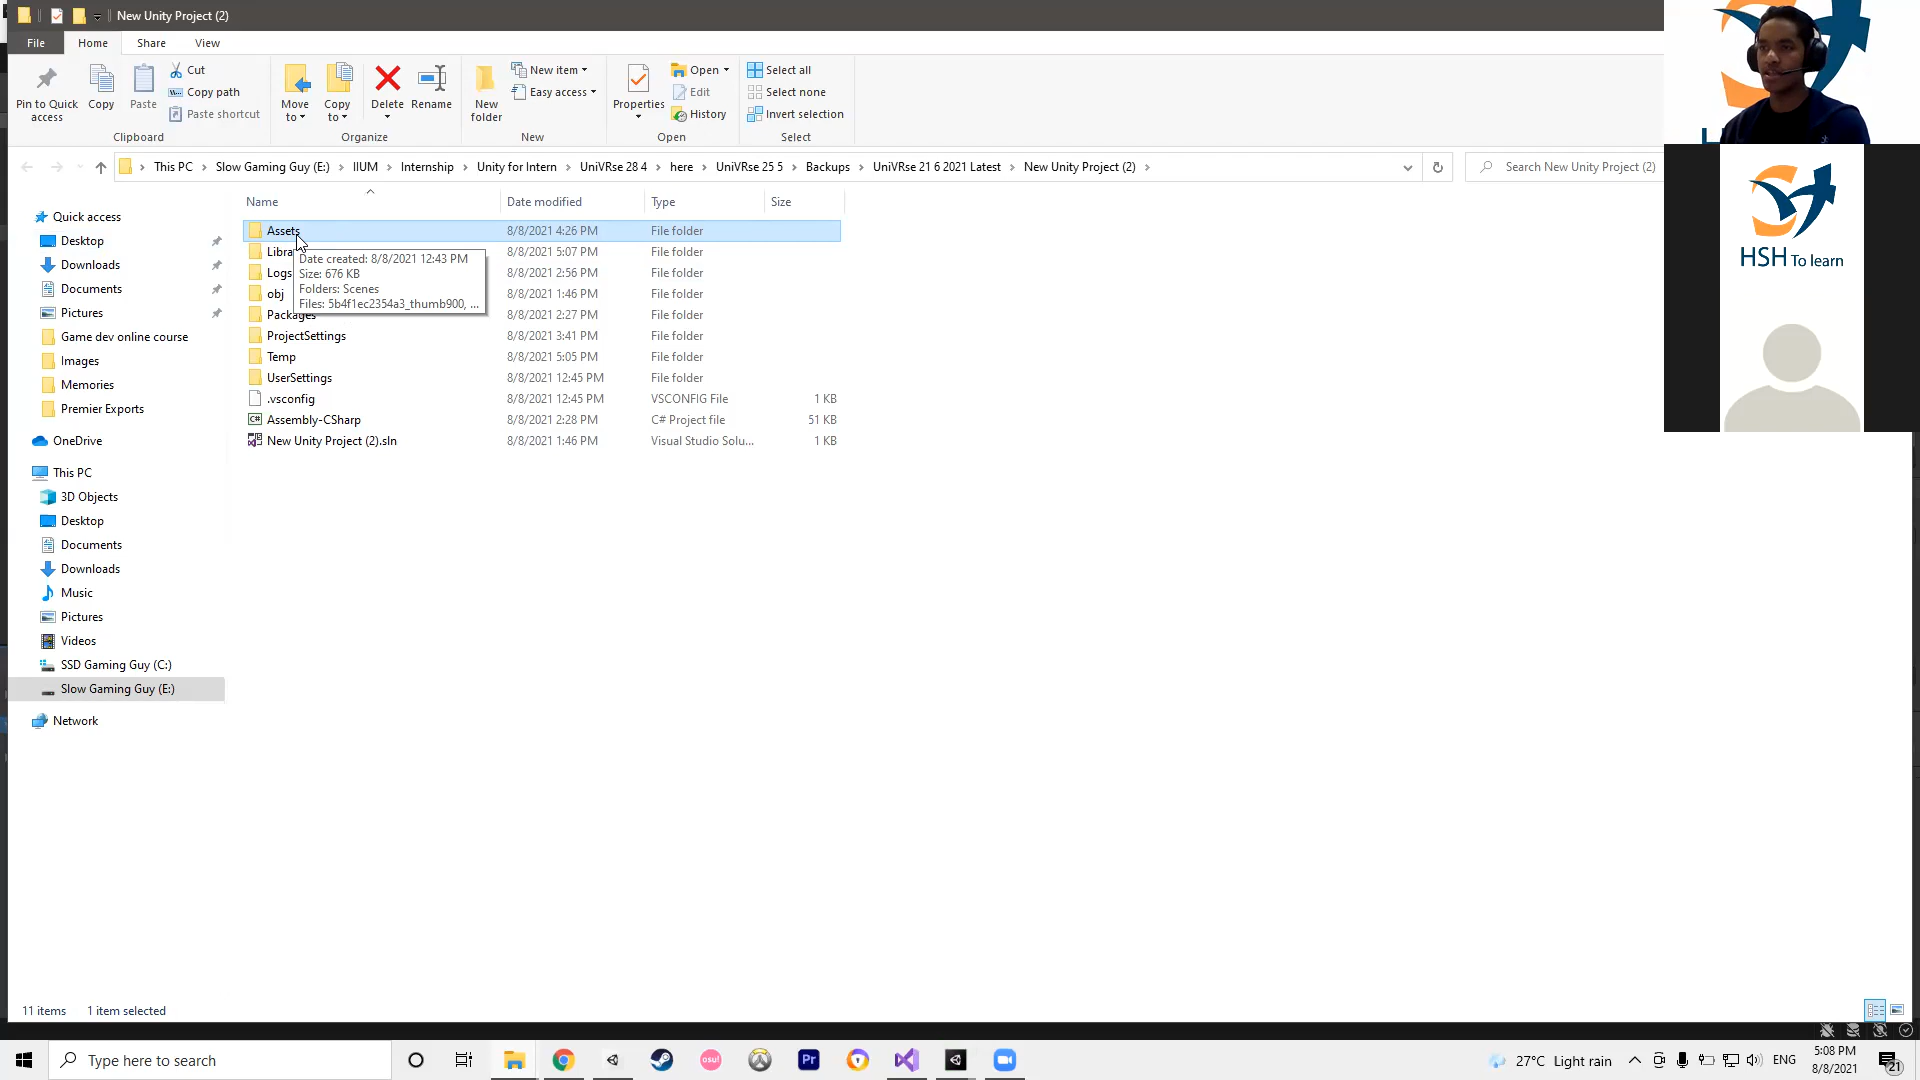 New Unity Project (2)
File Home Share View
Pin to Quick access
Copy
Paste
Cut
Copy path
Paste shortcut
Clipboard
Move to
Copy to
Delete
Rename
Organize
New folder
New item
Easy access
New
Properties
Open
Edit
History
Open
Select all
Select none
Invert selection
Select
This PC > Slow Gaming Guy (E:) > IIUM > Internship > Unity for Intern > UniVRse 28 4 > here > UniVRse 25 5 > Backups > UniVRse 21 6 2021 Latest > New Unity Project (2) >
Search New Unity Project (2)
Name Date modified Type Size
Quick access
Desktop
Downloads
Documents
Pictures
Game dev online course
Images
Memories
Premier Exports
OneDrive
This PC
3D Objects
Desktop
Documents
Downloads
Music
Pictures
Videos
SSD Gaming Guy (C:)
Slow Gaming Guy (E:)
Network
Assets 8/8/2021 4:26 PM File folder
Libra 8/8/2021 5:07 PM File folder
Logs 8/8/2021 2:56 PM File folder
obj 8/8/2021 1:46 PM File folder
Packages 8/8/2021 2:27 PM File folder
ProjectSettings 8/8/2021 3:41 PM File folder
Temp 8/8/2021 5:05 PM File folder
UserSettings 8/8/2021 12:45 PM File folder
.vsconfig 8/8/2021 12:45 PM VSCONFIG File 1 KB
Assembly-CSharp 8/8/2021 2:28 PM C# Project file 51 KB
New Unity Project (2).sln 8/8/2021 1:46 PM Visual Studio Solu... 1 KB
Date created: 8/8/2021 12:43 PM
Size: 676 KB
Folders: Scenes
Files: 5b4f1ec2354a3_thumb900, ...
HSH To learn
11 items 1 item selected
Type here to search
osu!
Pr
27°C Light rain
ENG
5:08 PM
8/8/2021
21